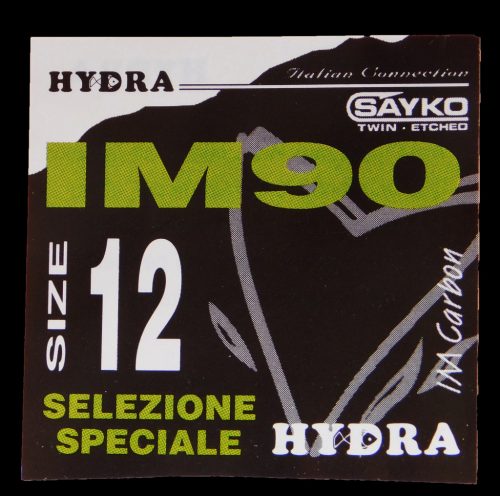 HYDRA
Italian Connection
SAYKO
TWIN · ETCHED
IM90
SIZE 12
IM Carbon
SELEZIONE
SPECIALE
HYDRA